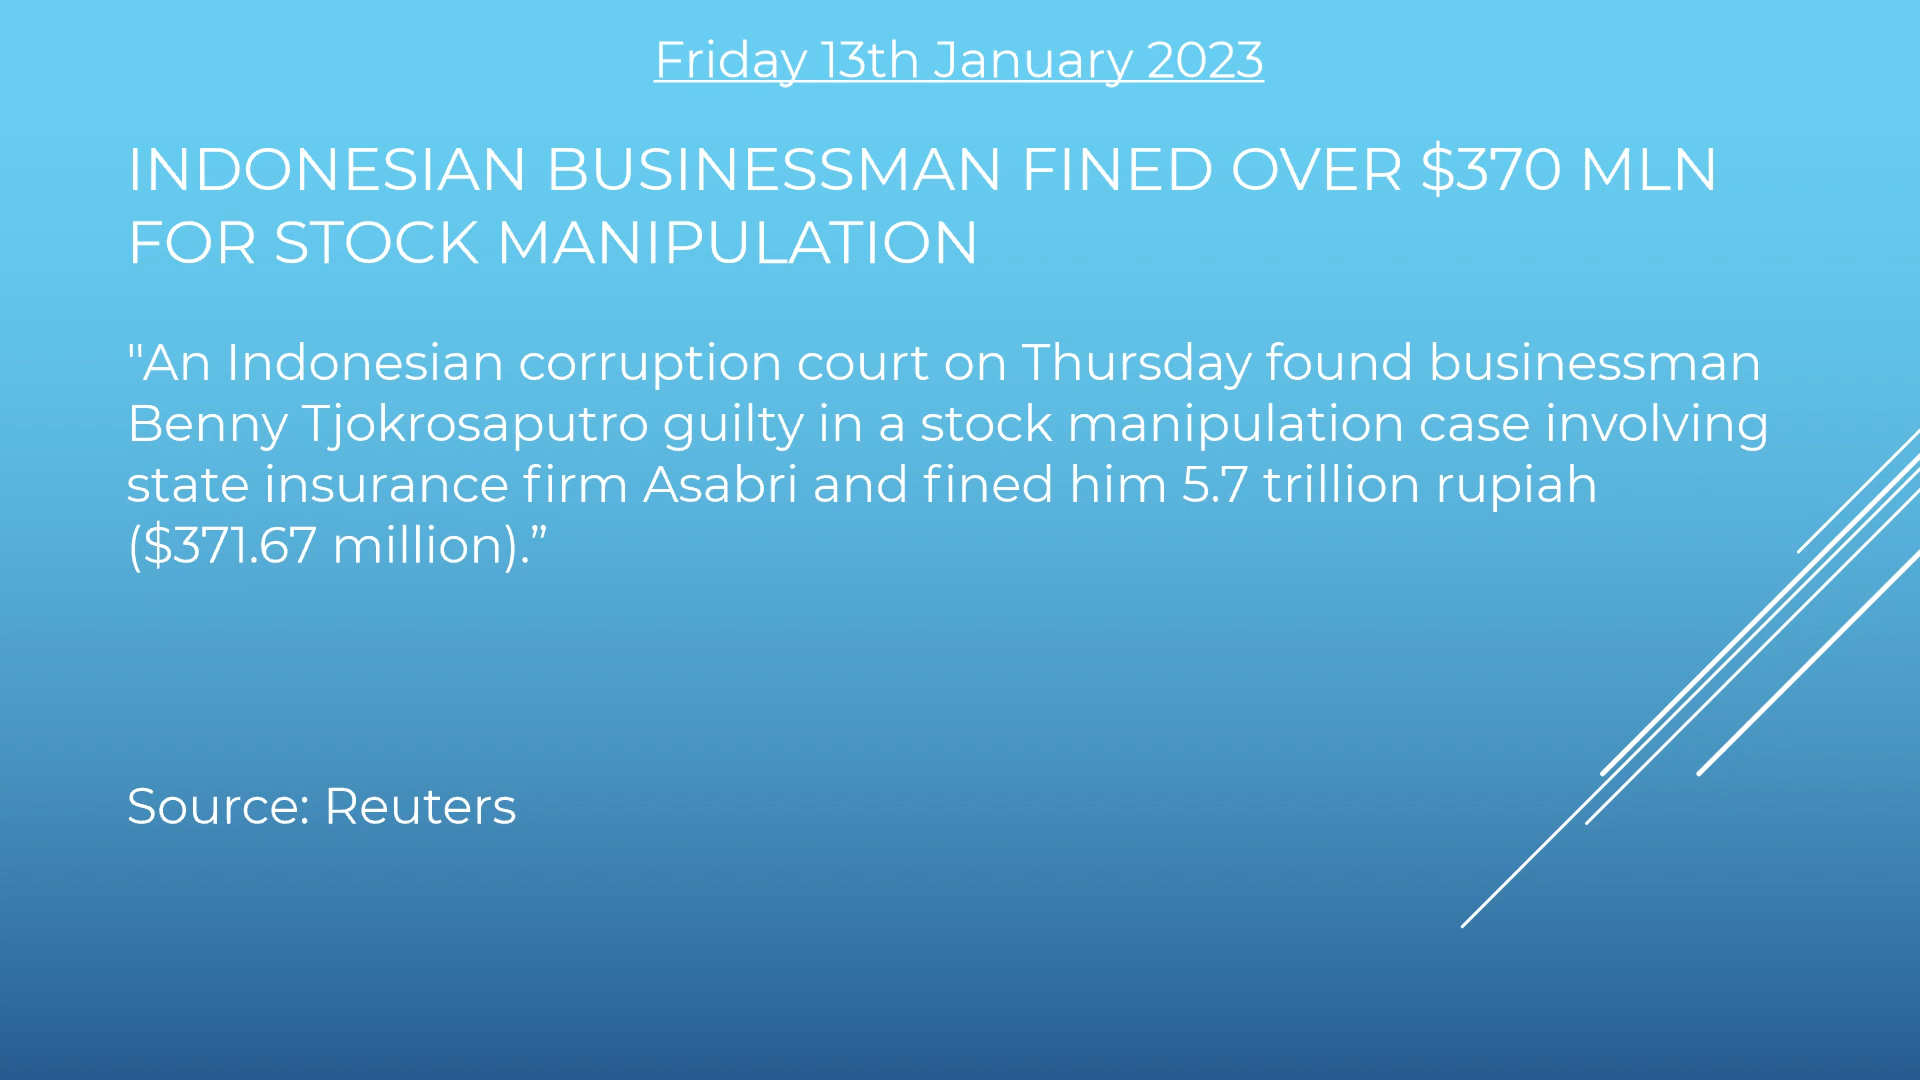 Friday 13th January 2023
INDONESIAN BUSINESSMAN FINED OVER $370 MLN
FOR STOCK MANIPULATION
"An Indonesian corruption court on Thursday found businessman
Benny Tjokrosaputro guilty in a stock manipulation case involving
state insurance firm Asabri and fined him 5.7 trillion rupiah
($371.67 million).”
Source: Reuters